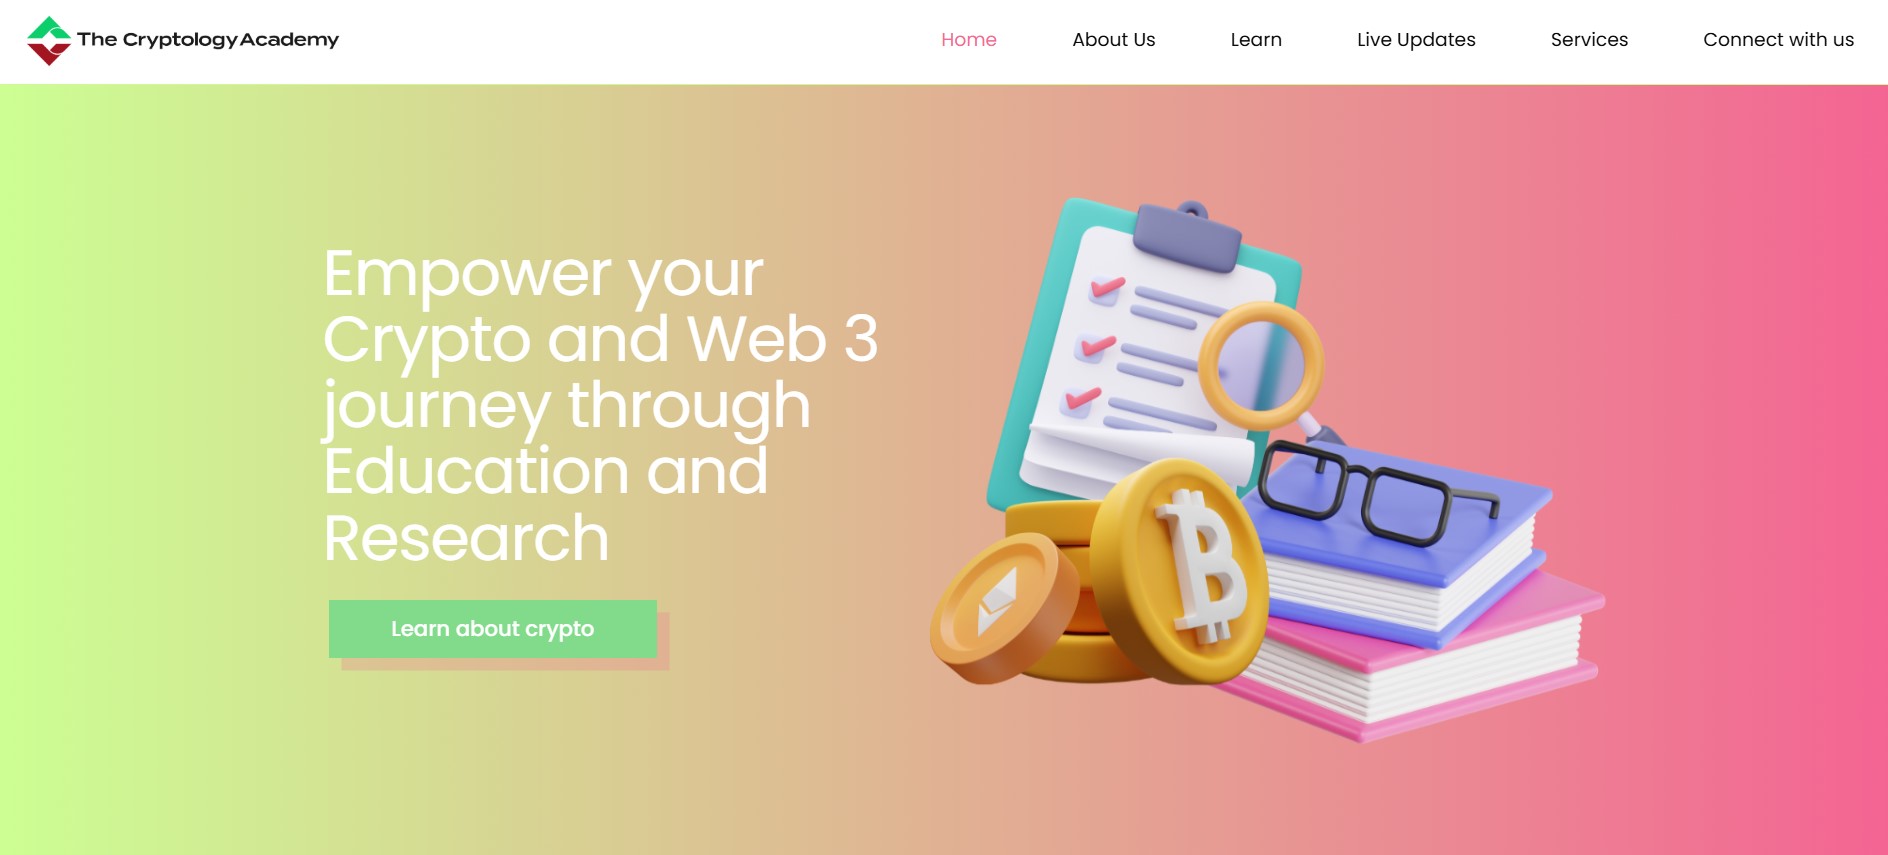 The Cryptology Academy
Home
About Us
Learn
Live Updates
Services
Connect with us
Empower your
Crypto and Web 3
journey through
Education and
Research
Learn about crypto